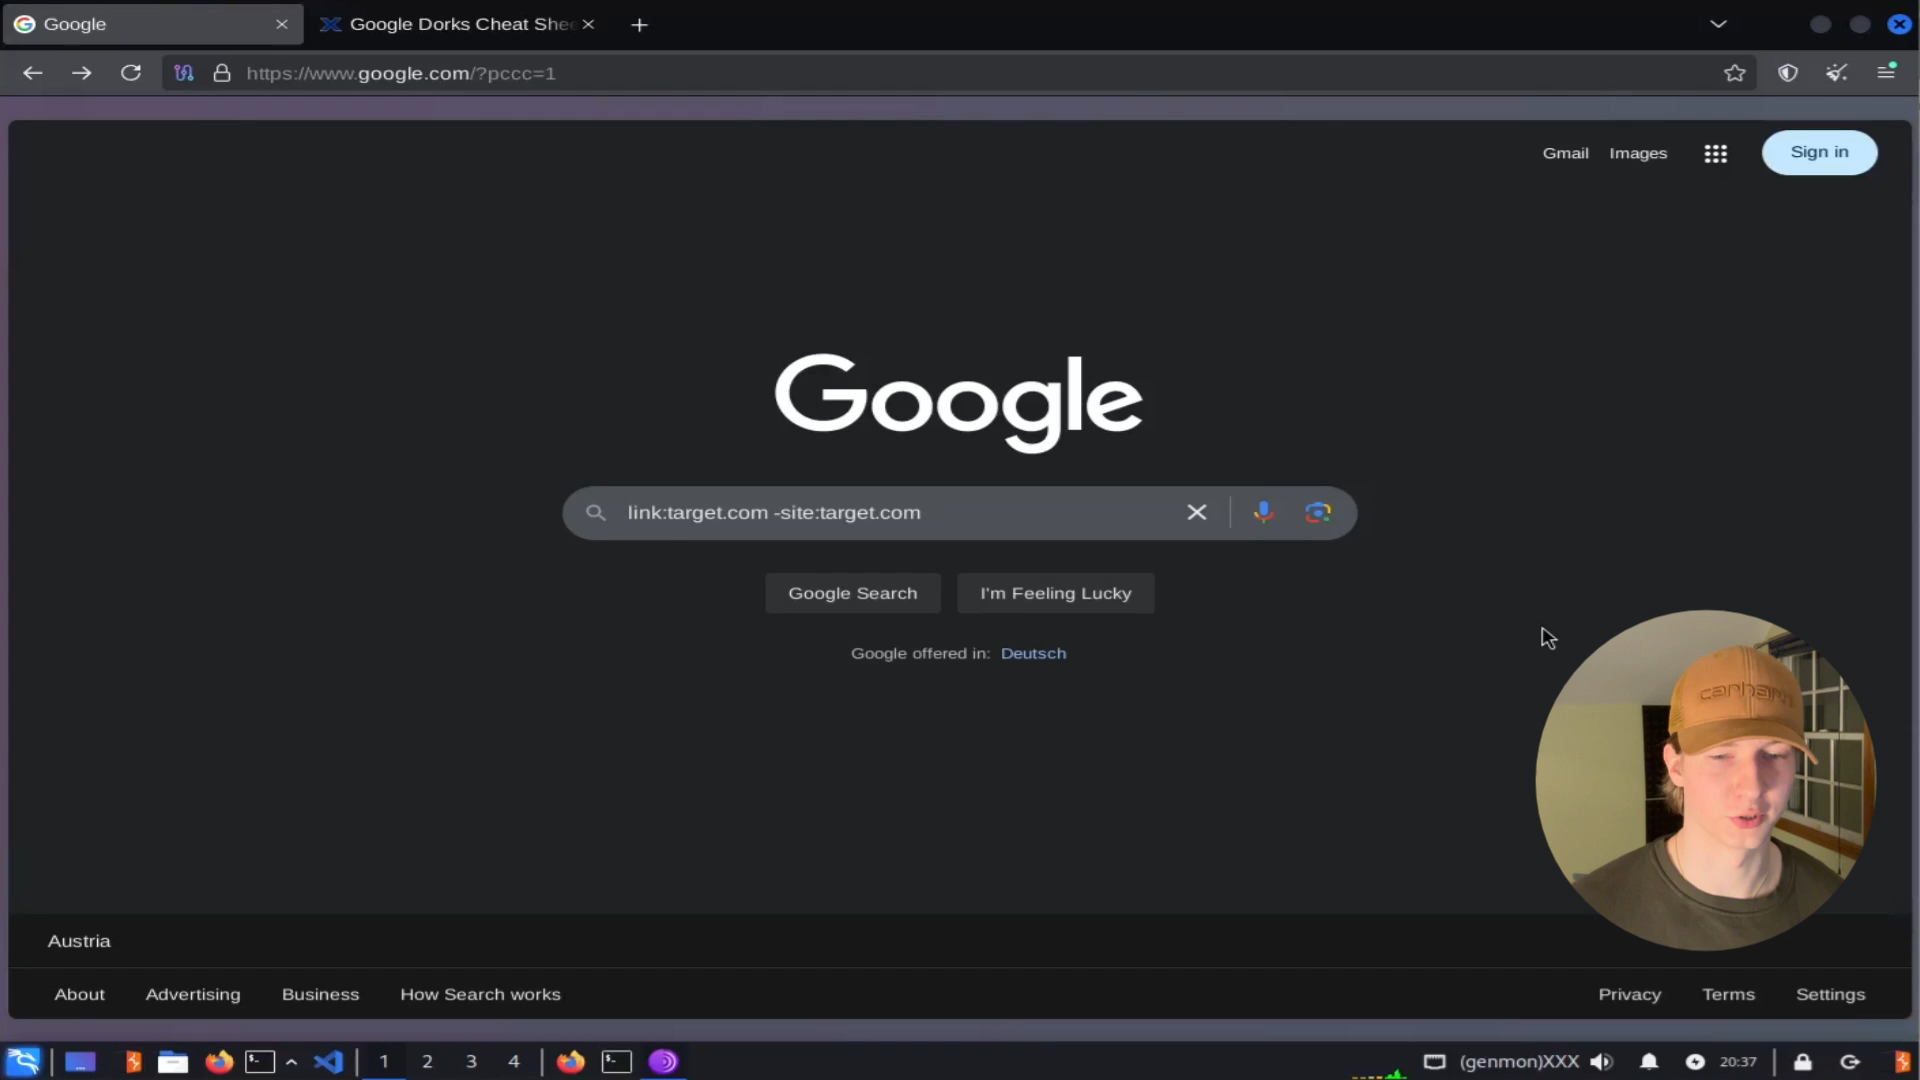 Google
Google Dorks Cheat Shee
https://www.google.com/?pccc=1
Gmail Images Sign in
Google
link:target.com -site:target.com
Google Search I'm Feeling Lucky
Google offered in: Deutsch
carhartt
Austria
About Advertising Business How Search works Privacy Terms Settings
1 2 3 4 (genmon)XXX 20:37